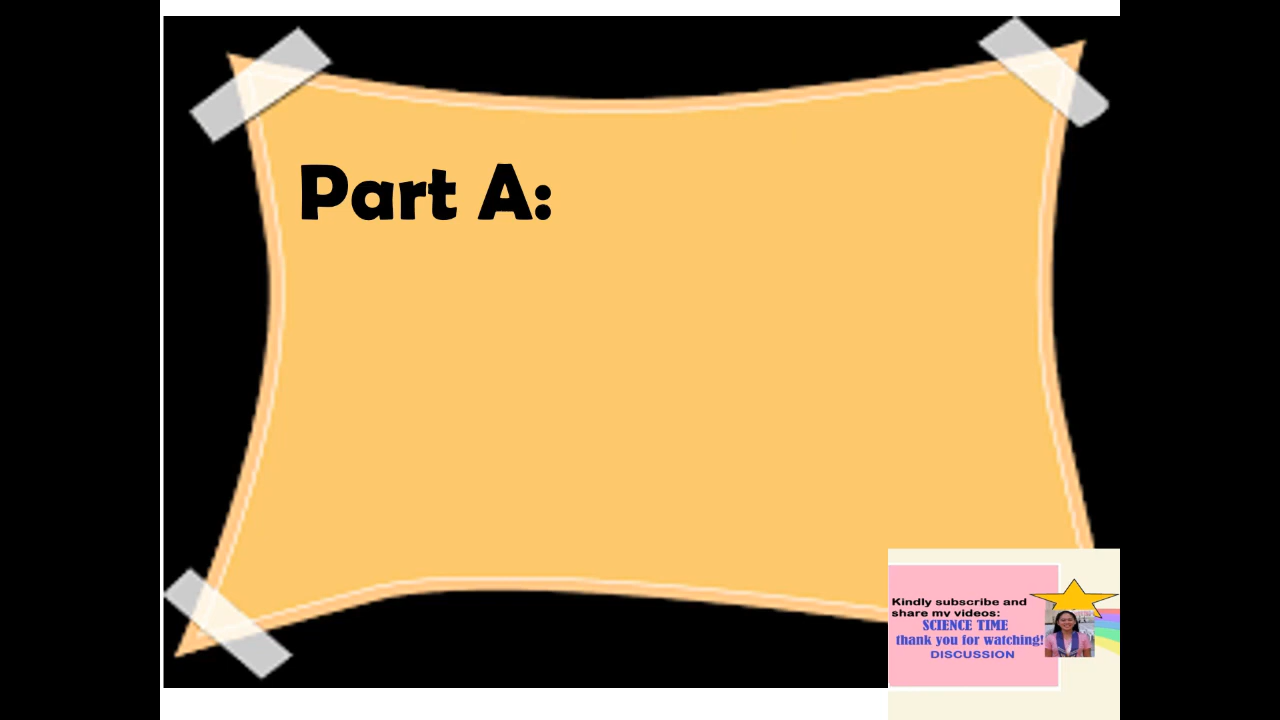 Part A:
Kindly subscribe and
share my videos:
SCIENCE TIME
thank you for watching!
DISCUSSION